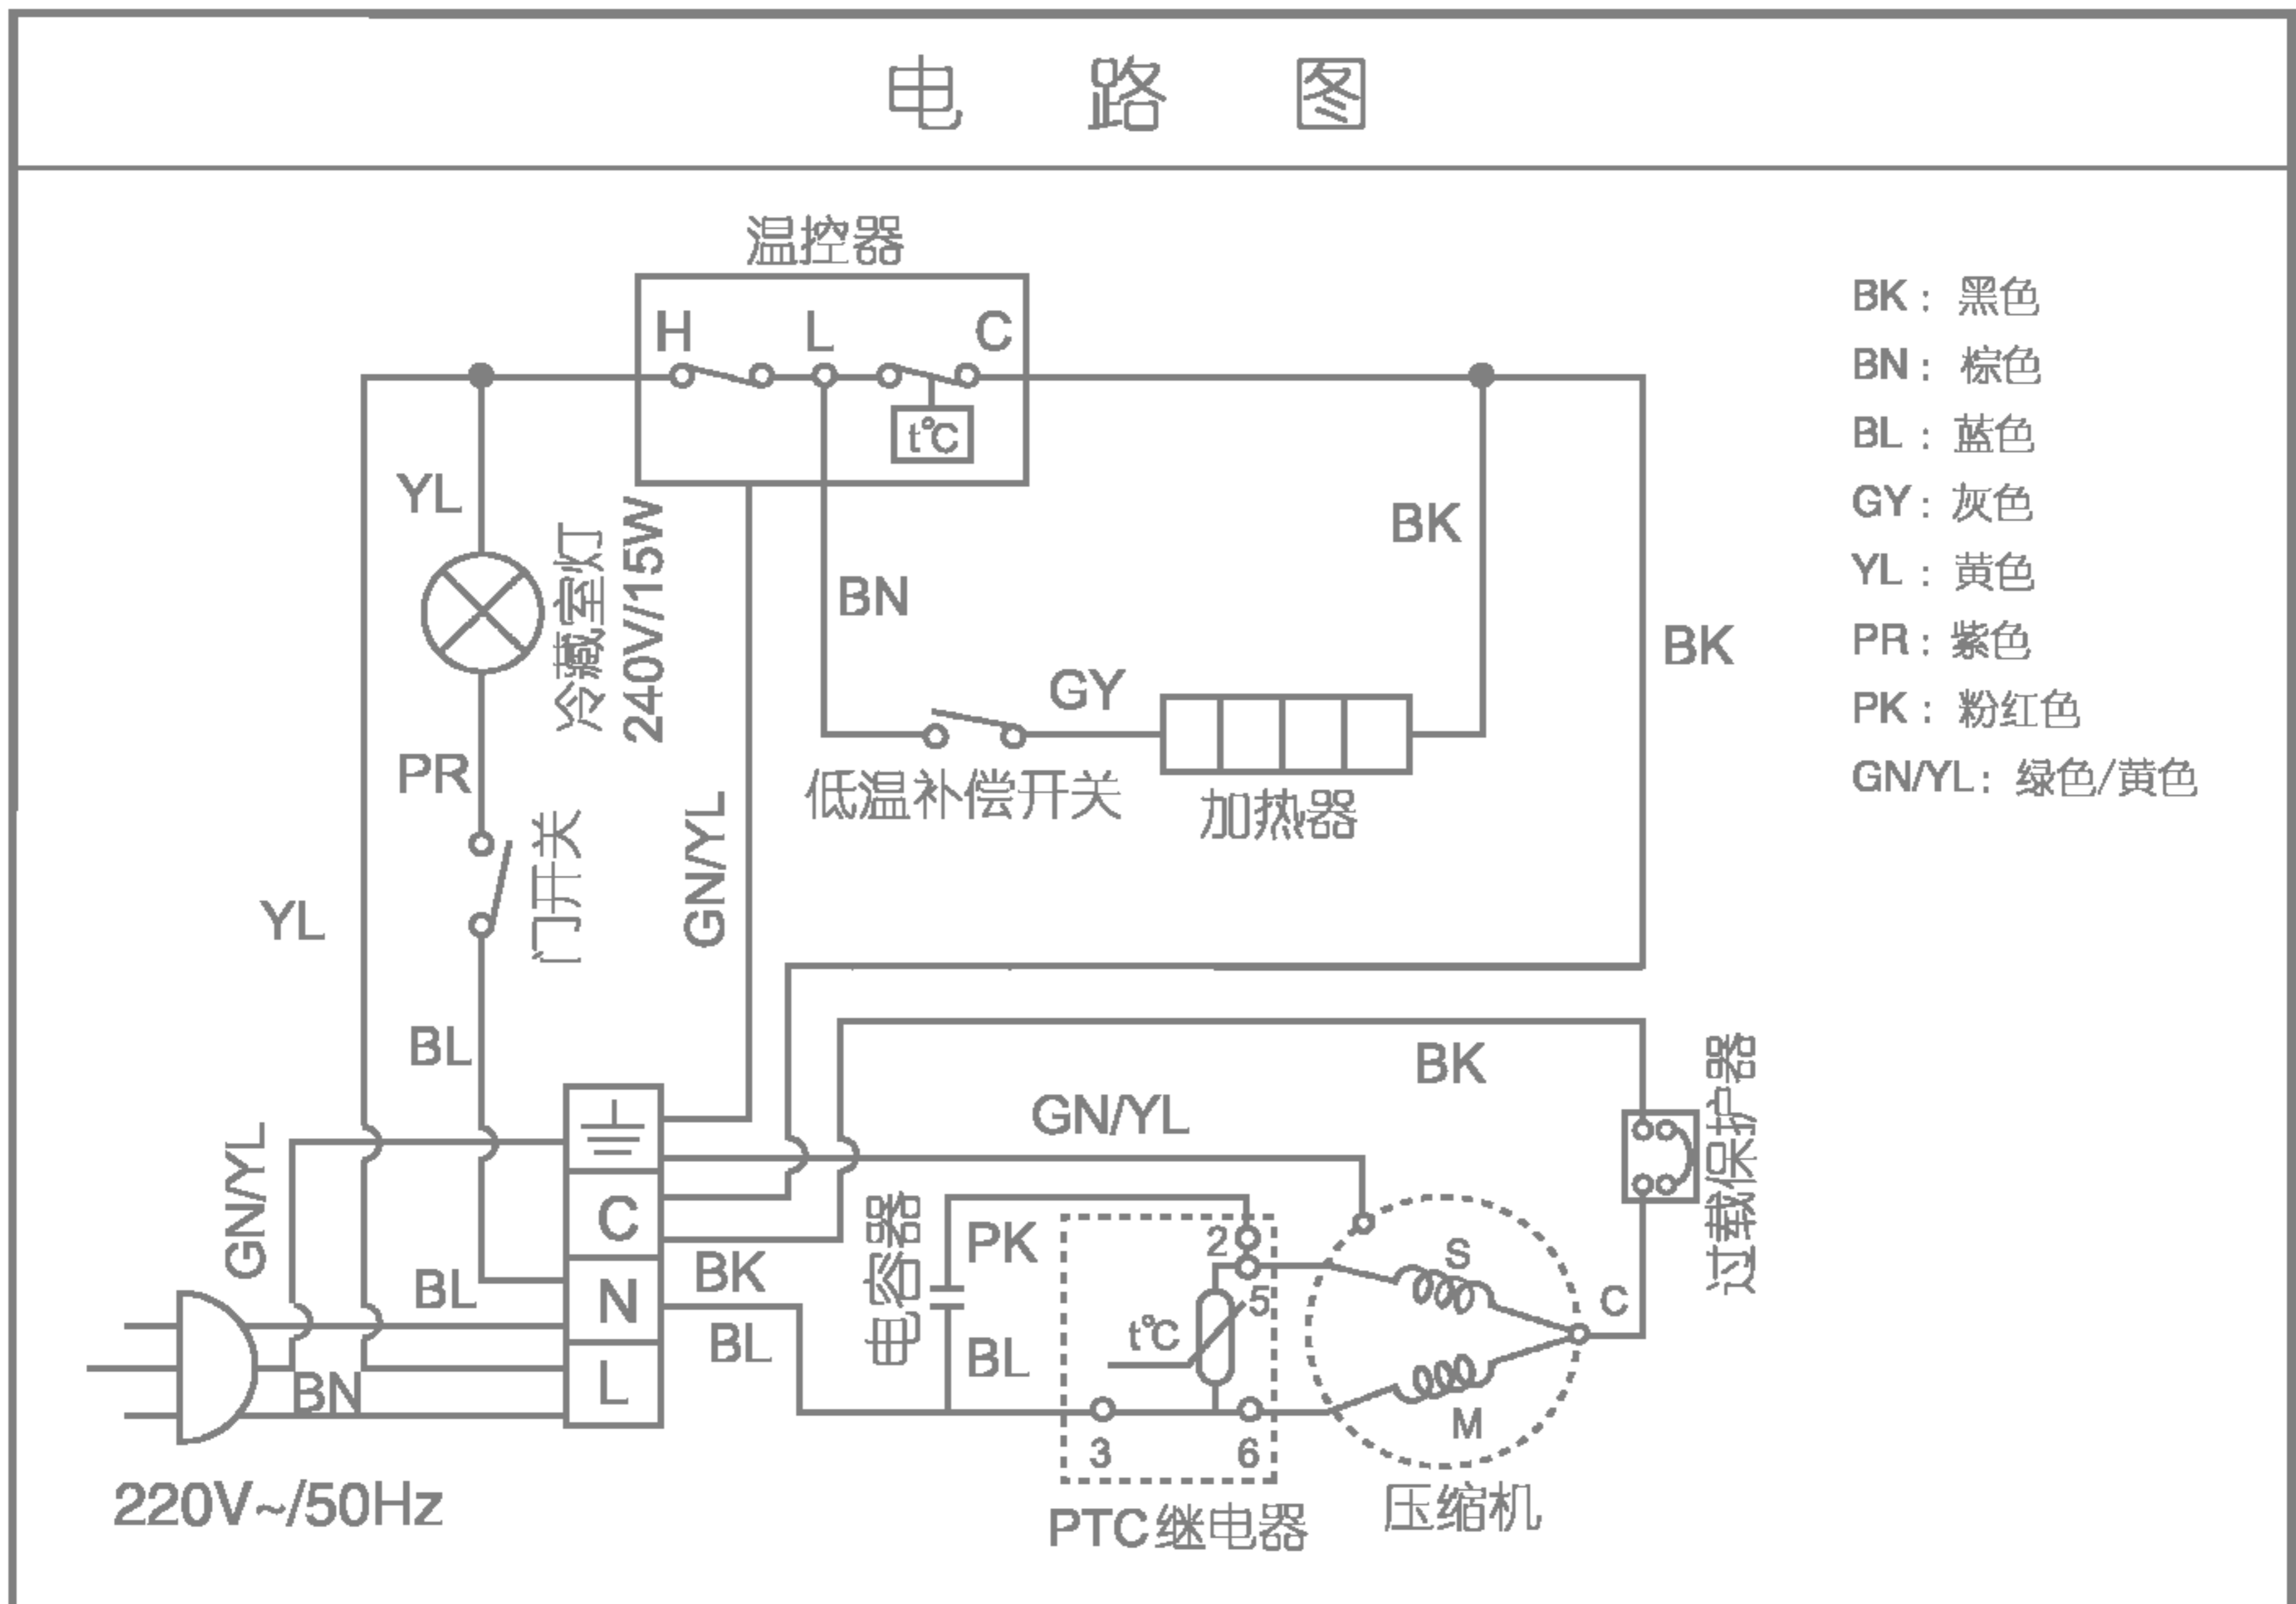 电路图
温控器
H L C
t℃
BK：黑色
BN：棕色
BL：蓝色
GY：灰色
YL：黄色
PR：紫色
PK：粉红色
GN/YL：绿色/黄色
YL
冷藏室灯
240V/15W
BK
BN
BK
GY
PR
低温补偿开关
加热器
门开关
GN/YL
YL
BL
BK
过载保护器
GN/YL
GN/YL
C
电容器
PK
2
S
BK
BL
N
5
C
BL
t℃
BL
BN
L
M
3
6
220V~/50Hz
PTC继电器
压缩机